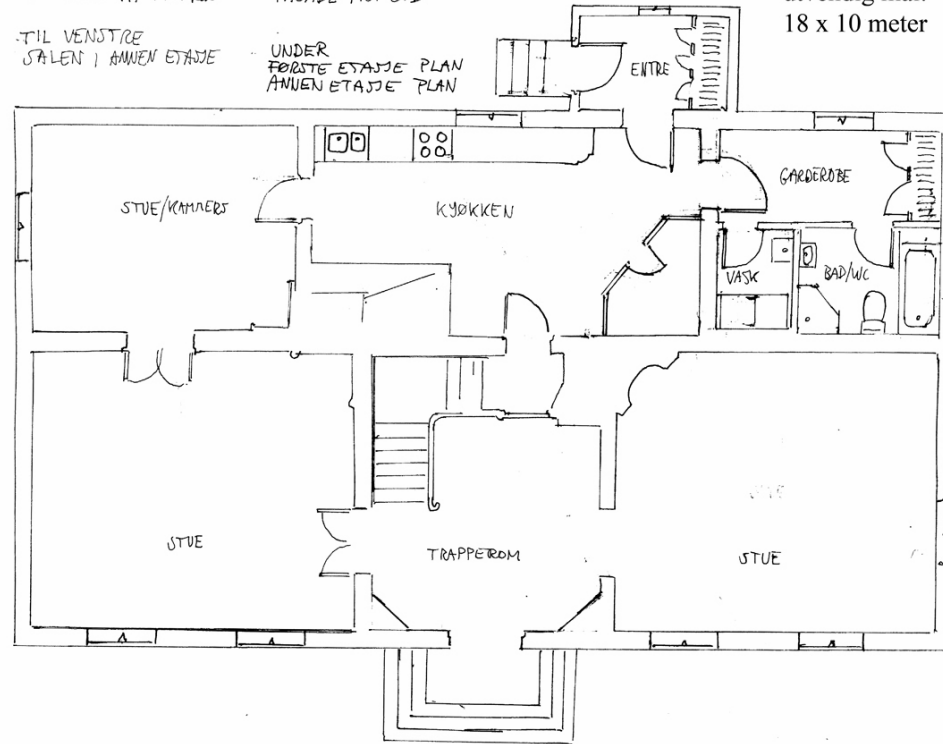 18 x 10 meter
TIL VENSTRE
SALEN I ANNEN ETASJE
UNDER
FØRSTE ETASJE PLAN
ANNEN ETASJE PLAN
ENTRE
GARDEROBE
STUE/KAMMERS
KJØKKEN
VASK
BAD/WC
STUE
TRAPPEROM
STUE